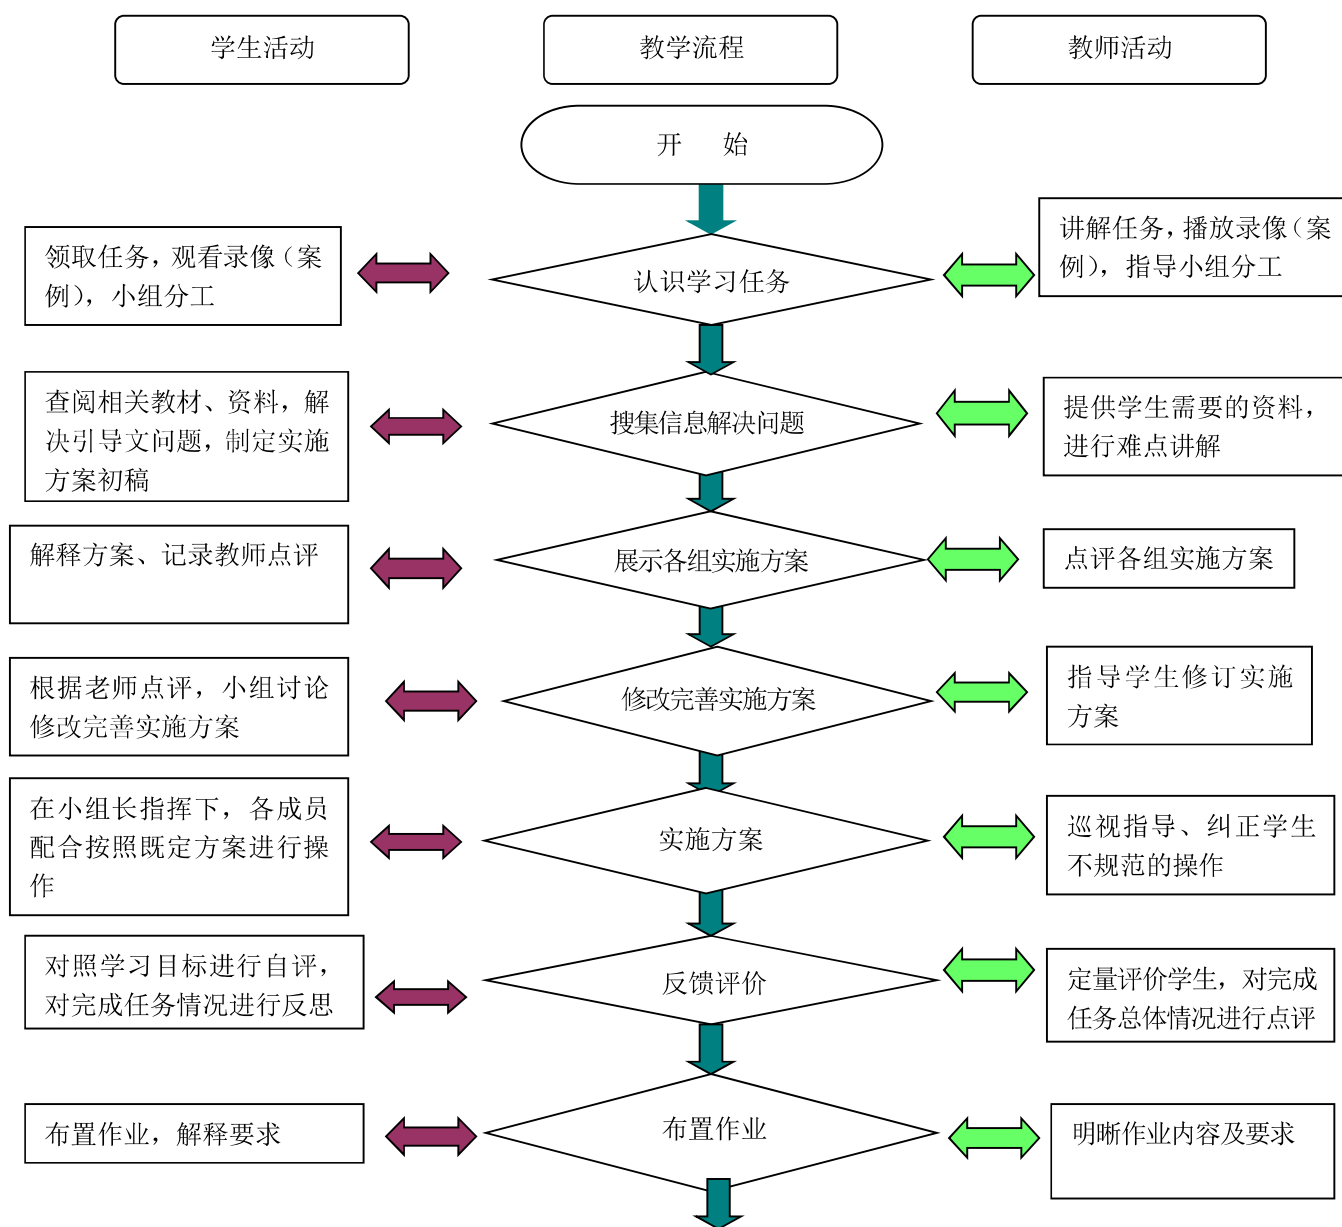 学生活动
教学流程
教师活动
开 始
领取任务，观看录像（案
例），小组分工
认识学习任务
讲解任务，播放录像（案
例），指导小组分工
查阅相关教材、资料，解
决引导文问题，制定实施
方案初稿
搜集信息解决问题
提供学生需要的资料，
进行难点讲解
解释方案、记录教师点评
展示各组实施方案
点评各组实施方案
根据老师点评，小组讨论
修改完善实施方案
修改完善实施方案
指导学生修订实施
方案
在小组长指挥下，各成员
配合按照既定方案进行操
作
实施方案
巡视指导、纠正学生
不规范的操作
对照学习目标进行自评，
对完成任务情况进行反思
反馈评价
定量评价学生，对完成
任务总体情况进行点评
布置作业，解释要求
布置作业
明晰作业内容及要求